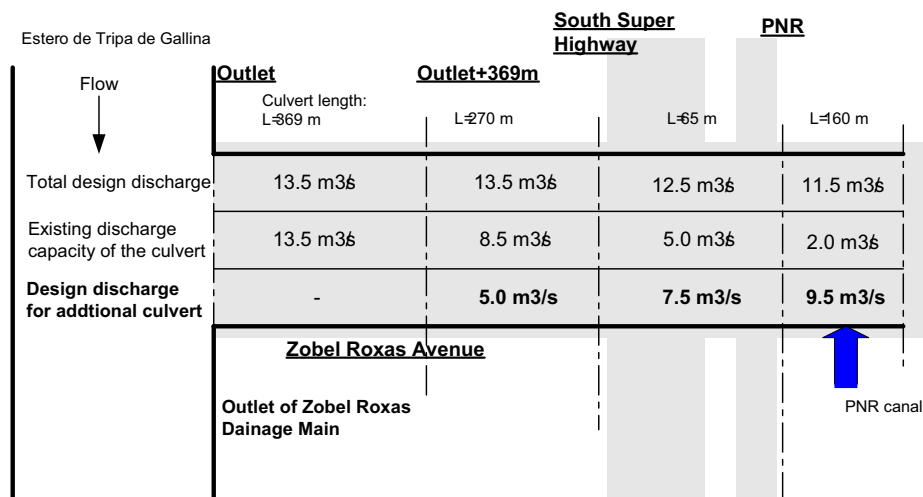 South Super
Highway
PNR
Estero de Tripa de Gallina
Outlet
Outlet+369m
Flow
Culvert length:
L=369 m
L=270 m
L=65 m
L=160 m
Total design discharge
13.5 m3/s
13.5 m3/s
12.5 m3/s
11.5 m3/s
Existing discharge
capacity of the culvert
13.5 m3/s
8.5 m3/s
5.0 m3/s
2.0 m3/s
Design discharge
for addtional culvert
-
5.0 m3/s
7.5 m3/s
9.5 m3/s
Zobel Roxas Avenue
Outlet of Zobel Roxas
Dainage Main
PNR canal